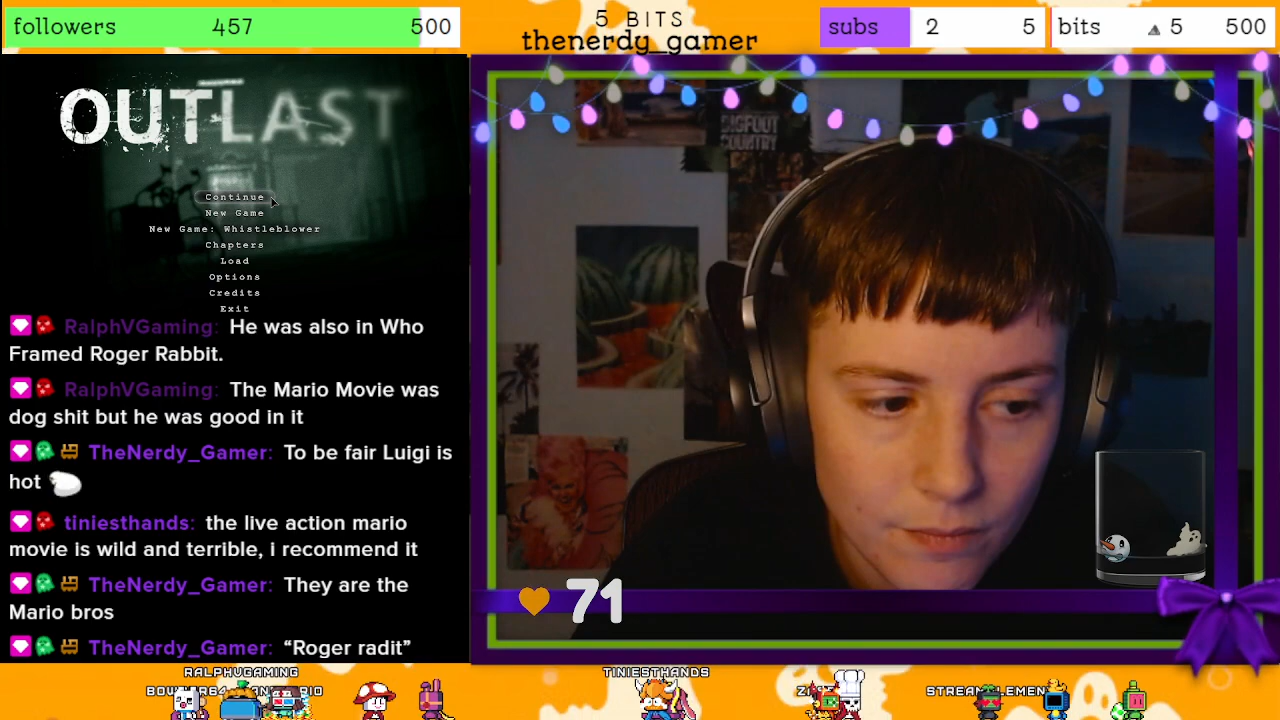 followers 457 500
5 BITS
thenerdy_gamer
subs 2 5
bits 5 500
OUTLAST
Continue
New Game
New Game: Whistleblower
Chapters
Load
Options
Credits
Exit
RalphVGaming: He was also in Who
Framed Roger Rabbit.
RalphVGaming: The Mario Movie was
dog shit but he was good in it
TheNerdy_Gamer: To be fair Luigi is
hot
tiniesthands: the live action mario
movie is wild and terrible, i recommend it
TheNerdy_Gamer: They are the
Mario bros
TheNerdy_Gamer: “Roger radit”
BIGFOOT
COUNTRY
71
RALPHVGAMING
TINIESTHANDS